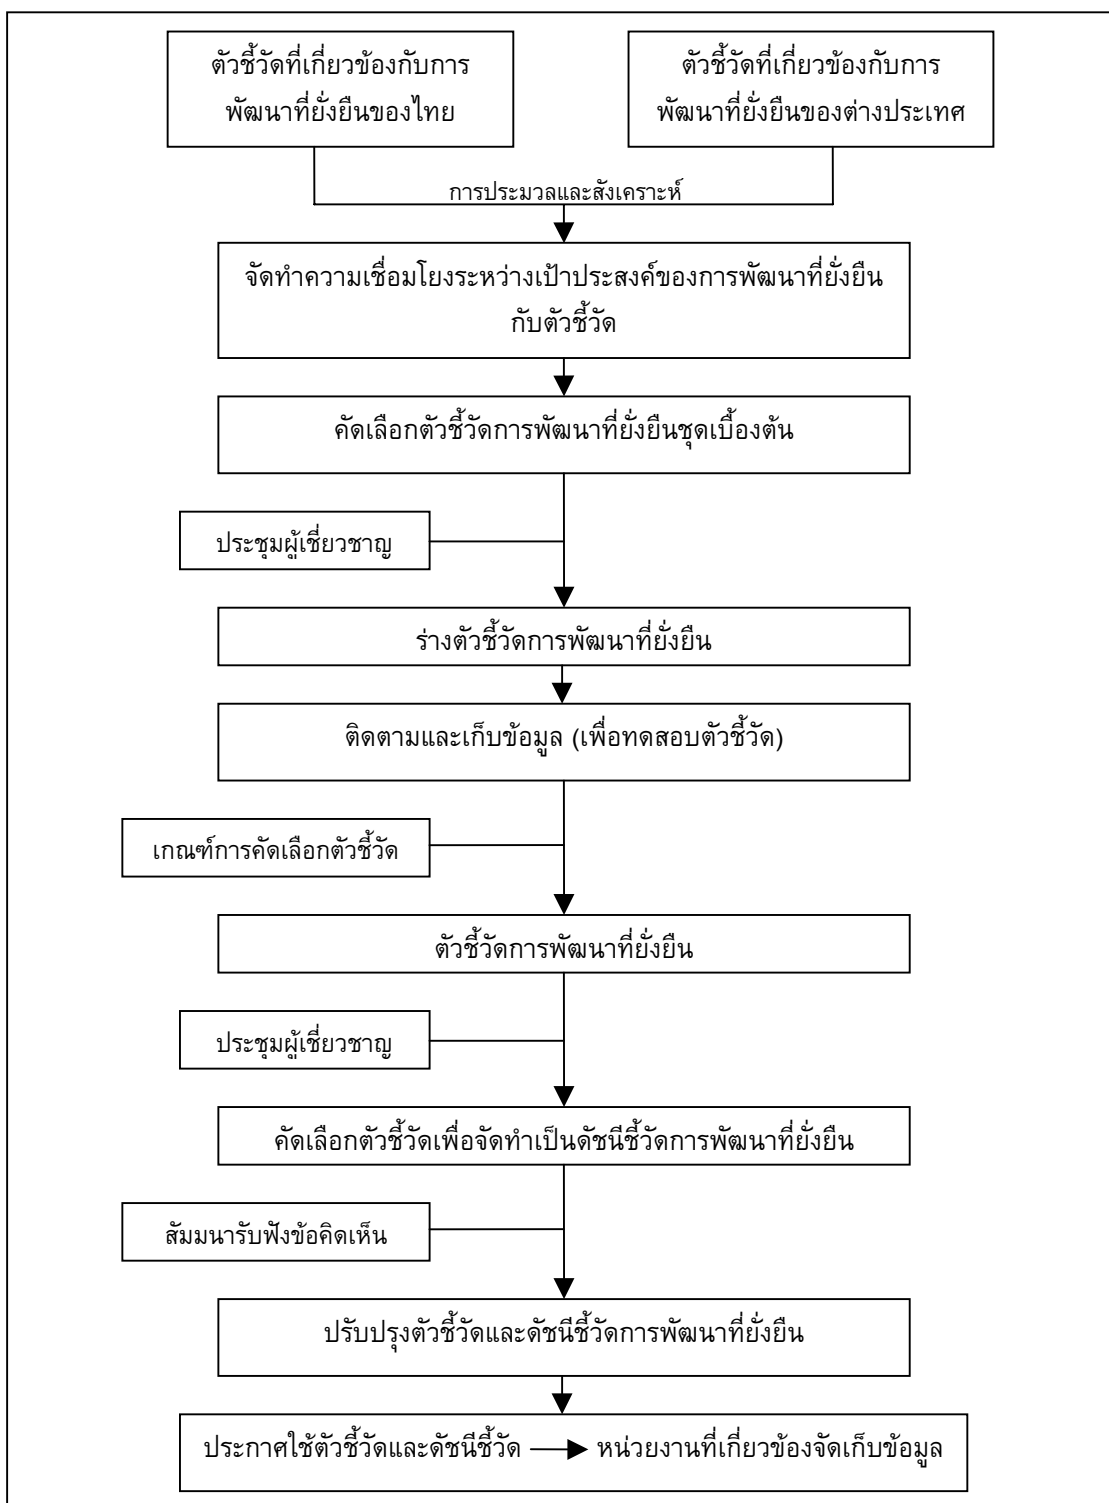 ตัวชี้วัดที่เกี่ยวข้องกับการ
พัฒนาที่ยั่งยืนของไทย
ตัวชี้วัดที่เกี่ยวข้องกับการ
พัฒนาที่ยั่งยืนของต่างประเทศ
การประมวลและสังเคราะห์
จัดทำความเชื่อมโยงระหว่างเป้าประสงค์ของการพัฒนาที่ยั่งยืน
กับตัวชี้วัด
คัดเลือกตัวชี้วัดการพัฒนาที่ยั่งยืนชุดเบื้องต้น
ประชุมผู้เชี่ยวชาญ
ร่างตัวชี้วัดการพัฒนาที่ยั่งยืน
ติดตามและเก็บข้อมูล (เพื่อทดสอบตัวชี้วัด)
เกณฑ์การคัดเลือกตัวชี้วัด
ตัวชี้วัดการพัฒนาที่ยั่งยืน
ประชุมผู้เชี่ยวชาญ
คัดเลือกตัวชี้วัดเพื่อจัดทำเป็นดัชนีชี้วัดการพัฒนาที่ยั่งยืน
สัมมนารับฟังข้อคิดเห็น
ปรับปรุงตัวชี้วัดและดัชนีชี้วัดการพัฒนาที่ยั่งยืน
ประกาศใช้ตัวชี้วัดและดัชนีชี้วัด หน่วยงานที่เกี่ยวข้องจัดเก็บข้อมูล